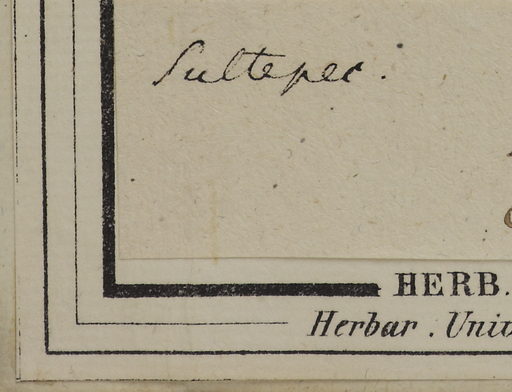 Sultepec.
HERB.
Herbar. Univ